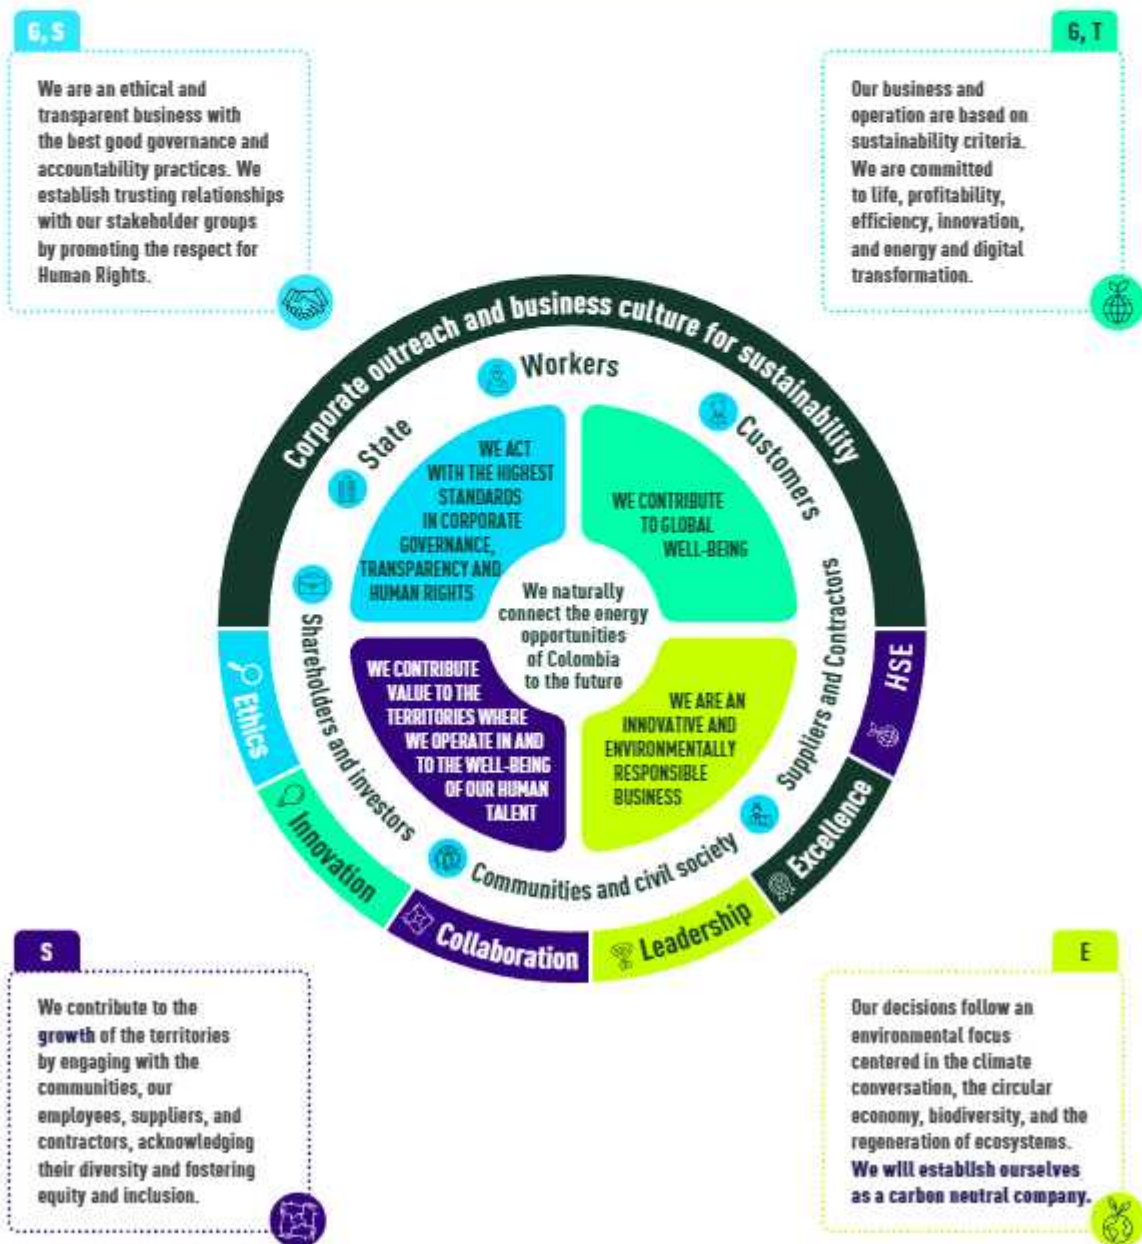 G, S
We are an ethical and
transparent business with
the best good governance and
accountability practices. We
establish trusting relationships
with our stakeholder groups
by promoting the respect for
Human Rights.
G, T
Our business and
operation are based on
sustainability criteria.
We are committed
to life, profitability,
efficiency, innovation,
and energy and digital
transformation.
Corporate outreach and business culture for sustainability
Workers
State
Customers
Shareholders and investors
Suppliers and Contractors
Communities and civil society
WE ACT
WITH THE HIGHEST
STANDARDS
IN CORPORATE
GOVERNANCE,
TRANSPARENCY AND
HUMAN RIGHTS
WE CONTRIBUTE
TO GLOBAL
WELL-BEING
We naturally
connect the energy
opportunities
of Colombia
to the future
WE CONTRIBUTE
VALUE TO THE
TERRITORIES WHERE
WE OPERATE IN AND
TO THE WELL-BEING
OF OUR HUMAN
TALENT
WE ARE AN
INNOVATIVE AND
ENVIRONMENTALLY
RESPONSIBLE
BUSINESS
Ethics
Innovation
Collaboration
Leadership
Excellence
HSE
S
We contribute to the
growth of the territories
by engaging with the
communities, our
employees, suppliers, and
contractors, acknowledging
their diversity and fostering
equity and inclusion.
E
Our decisions follow an
environmental focus
centered in the climate
conversation, the circular
economy, biodiversity, and the
regeneration of ecosystems.
We will establish ourselves
as a carbon neutral company.